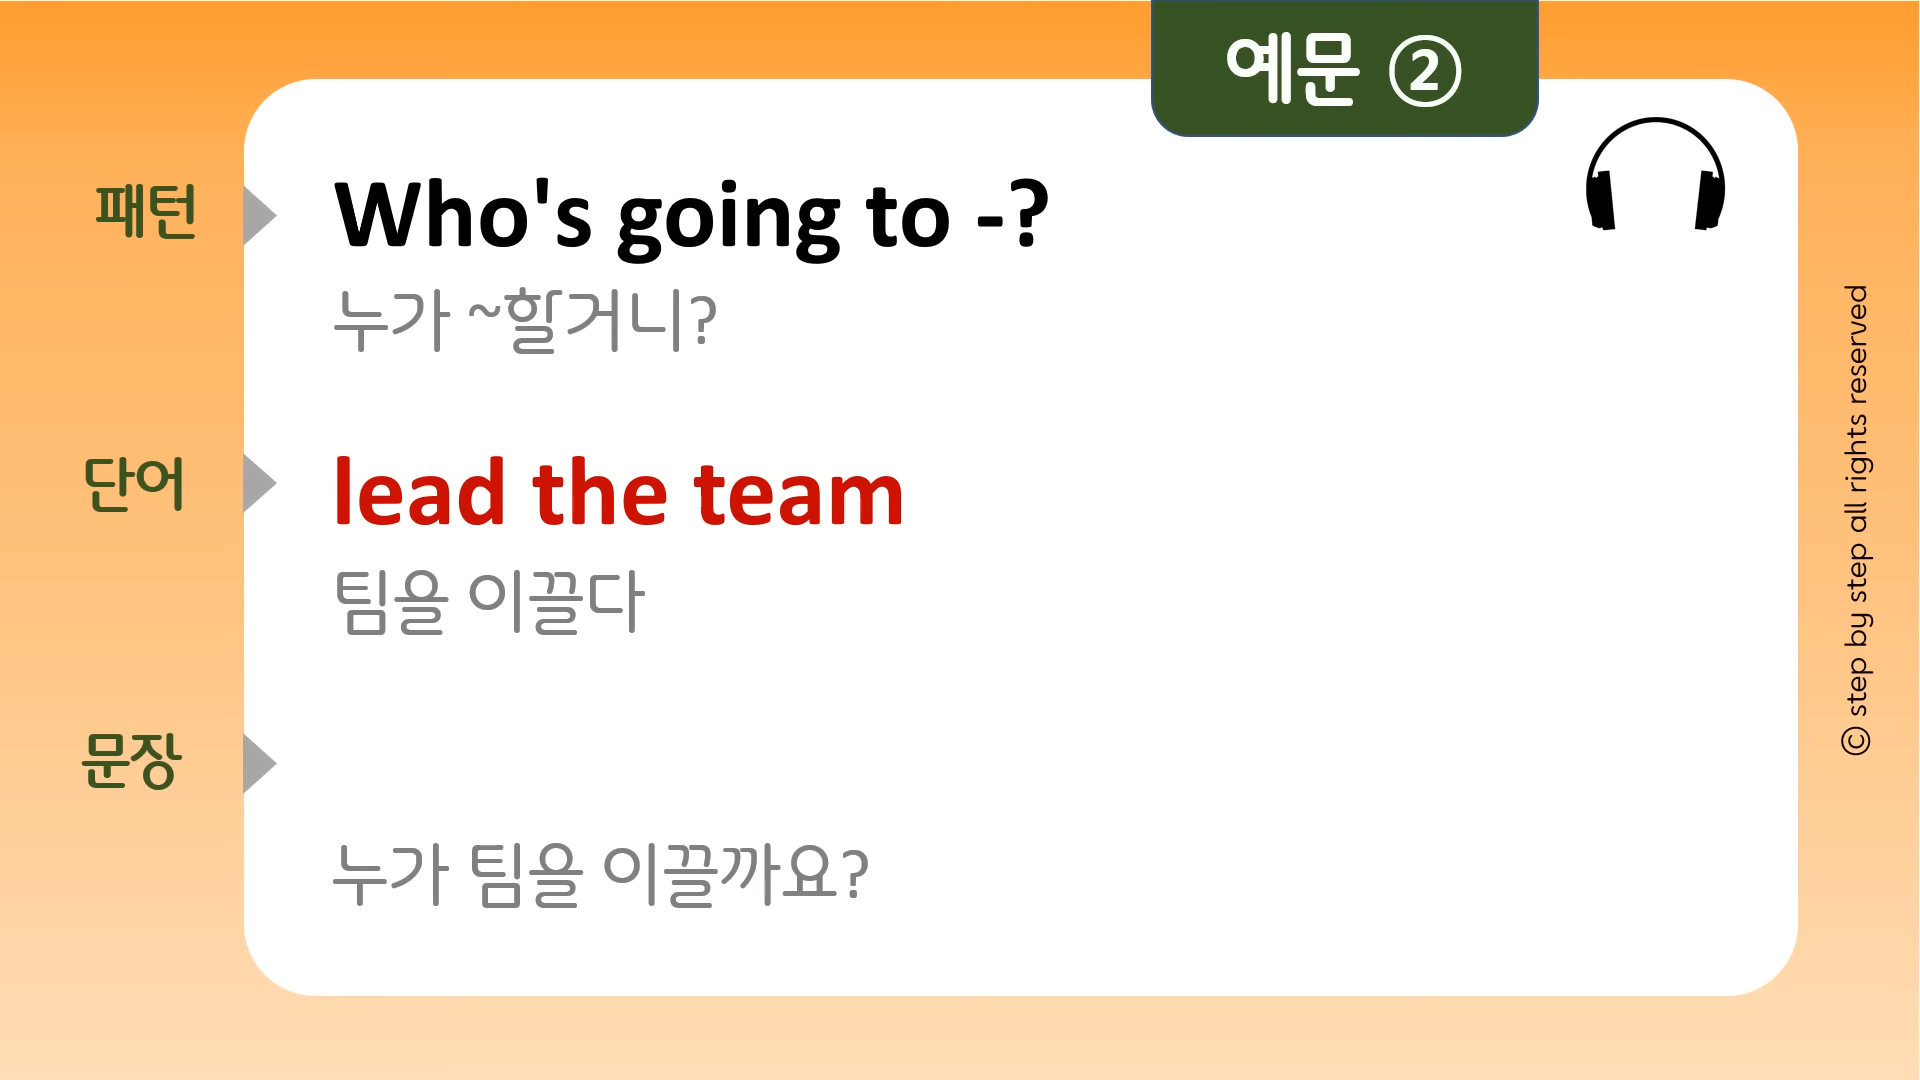 예문 ②
패턴
Who's going to -?
누가 ~할거니?
단어
lead the team
팀을 이끌다
문장
누가 팀을 이끌까요?
© step by step all rights reserved